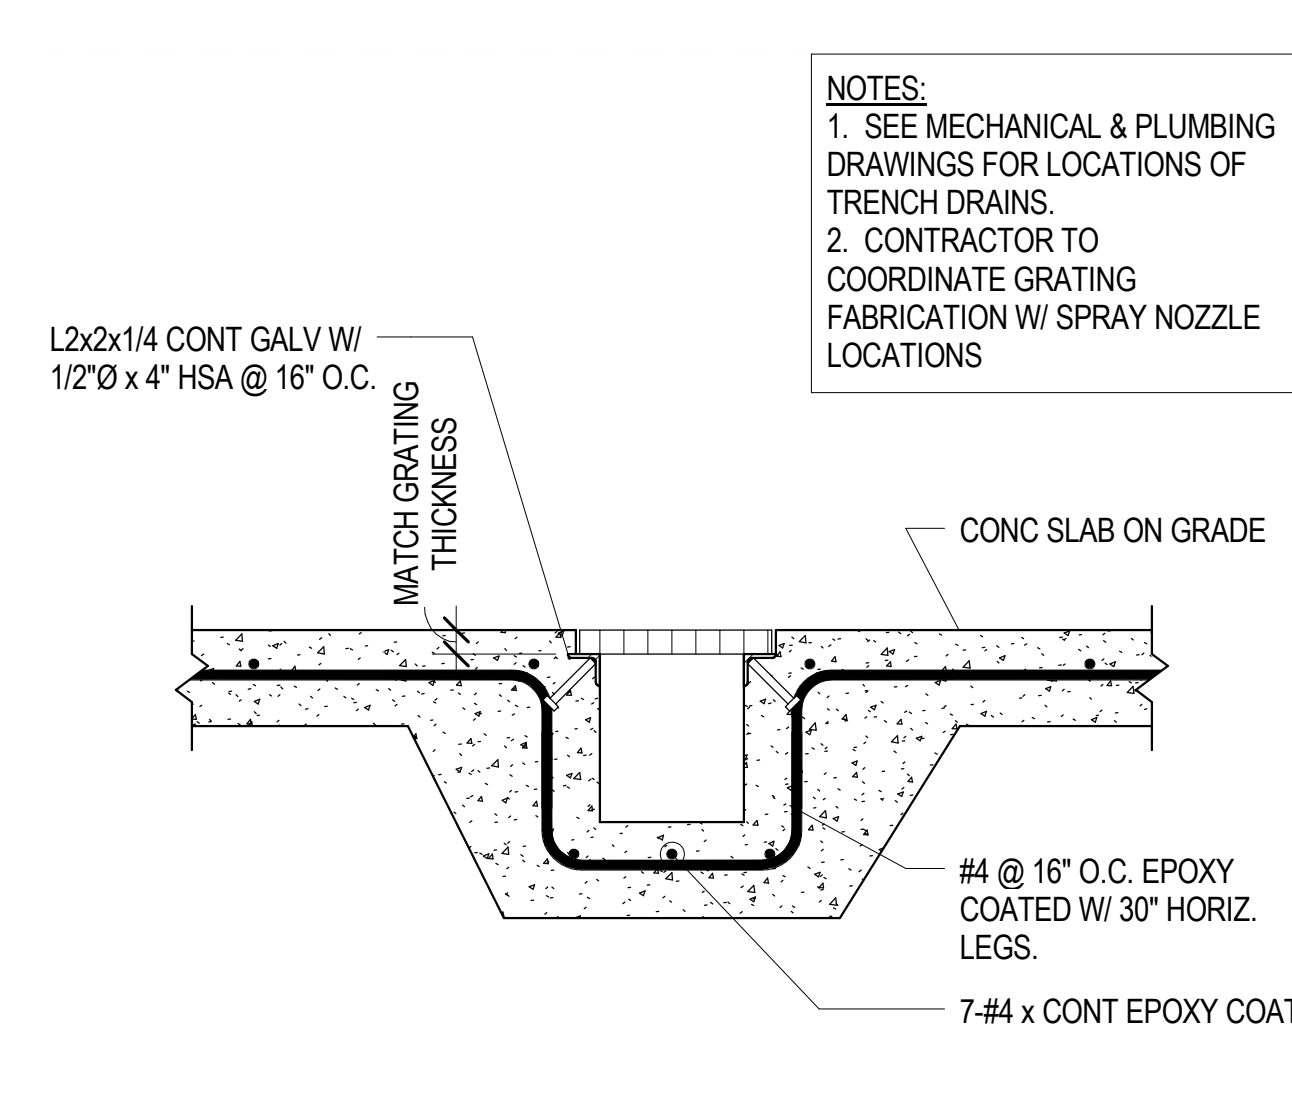 NOTES:
1. SEE MECHANICAL & PLUMBING
DRAWINGS FOR LOCATIONS OF
TRENCH DRAINS.
2. CONTRACTOR TO
COORDINATE GRATING
FABRICATION W/ SPRAY NOZZLE
LOCATIONS
L2x2x1/4 CONT GALV W/
1/2"Ø x 4" HSA @ 16" O.C.
MATCH GRATING
THICKNESS
CONC SLAB ON GRADE
#4 @ 16" O.C. EPOXY
COATED W/ 30" HORIZ.
LEGS.
7-#4 x CONT EPOXY COAT